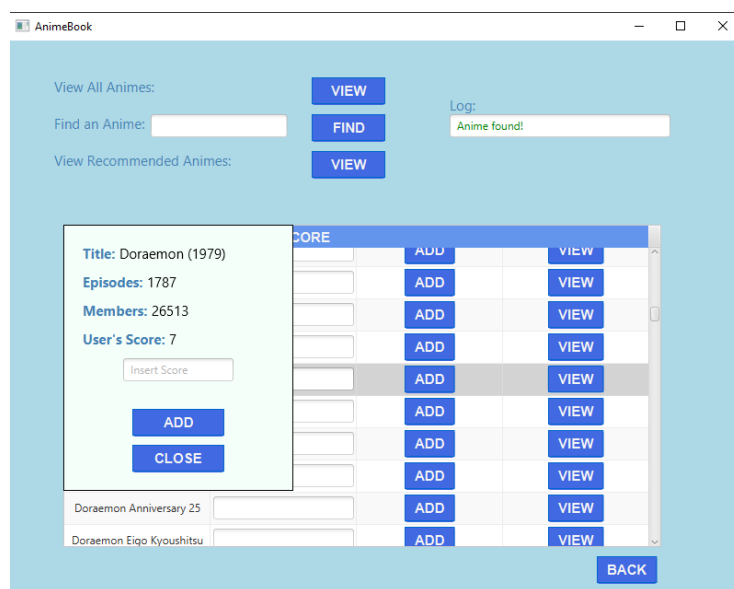 AnimeBook
View All Animes:
VIEW
Log:
Find an Anime:
FIND
Anime found!
View Recommended Animes:
VIEW
CORE
Title: Doraemon (1979)
Episodes: 1787
Members: 26513
User's Score: 7
Insert Score
ADD
CLOSE
ADD VIEW
ADD VIEW
ADD VIEW
ADD VIEW
ADD VIEW
ADD VIEW
ADD VIEW
ADD VIEW
Doraemon Anniversary 25 ADD VIEW
Doraemon Eigo Kyoushitsu ADD VIEW
BACK